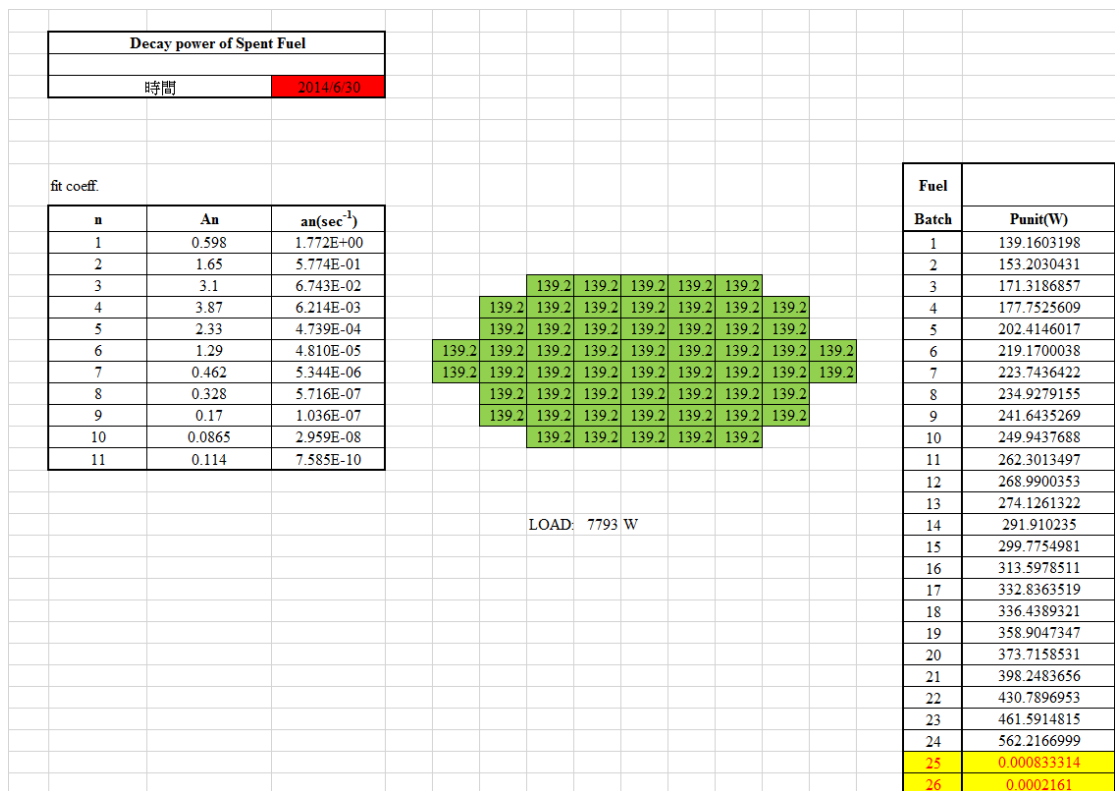 Decay power of Spent Fuel
時間 2014/6/30
fit coeff.
n An an(sec⁻¹)
1 0.598 1.772E+00
2 1.65 5.774E-01
3 3.1 6.743E-02
4 3.87 6.214E-03
5 2.33 4.739E-04
6 1.29 4.810E-05
7 0.462 5.344E-06
8 0.328 5.716E-07
9 0.17 1.036E-07
10 0.0865 2.959E-08
11 0.114 7.585E-10
139.2 139.2 139.2 139.2 139.2
139.2 139.2 139.2 139.2 139.2 139.2 139.2
139.2 139.2 139.2 139.2 139.2 139.2 139.2
139.2 139.2 139.2 139.2 139.2 139.2 139.2 139.2 139.2
139.2 139.2 139.2 139.2 139.2 139.2 139.2 139.2 139.2
139.2 139.2 139.2 139.2 139.2 139.2 139.2
139.2 139.2 139.2 139.2 139.2 139.2 139.2
139.2 139.2 139.2 139.2 139.2
LOAD: 7793 W
Fuel
Batch Punit(W)
1 139.1603198
2 153.2030431
3 171.3186857
4 177.7525609
5 202.4146017
6 219.1700038
7 223.7436422
8 234.9279155
9 241.6435269
10 249.9437688
11 262.3013497
12 268.9900353
13 274.1261322
14 291.910235
15 299.7754981
16 313.5978511
17 332.8363519
18 336.4389321
19 358.9047347
20 373.7158531
21 398.2483656
22 430.7896953
23 461.5914815
24 562.2166999
25 0.000833314
26 0.0002161